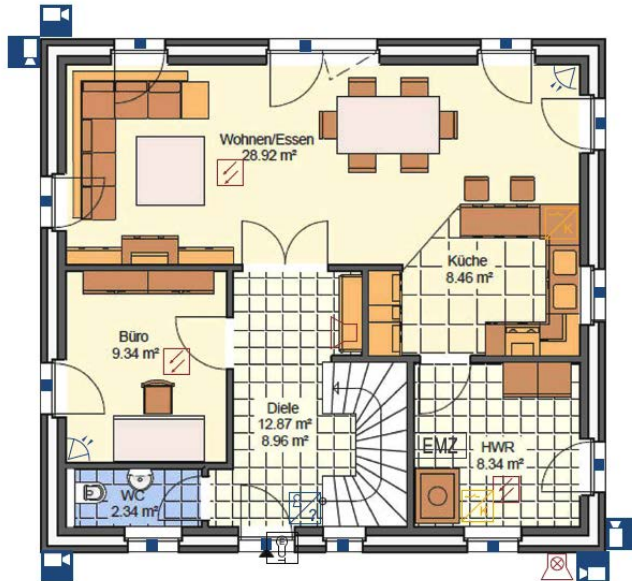 Wohnen/Essen
28.92 m²
K
Küche
8.46 m²
Büro
9.34 m²
Diele
12.87 m²
8.96 m²
EMZ
HWR
8.34 m²
WC
2.34 m²
?
K